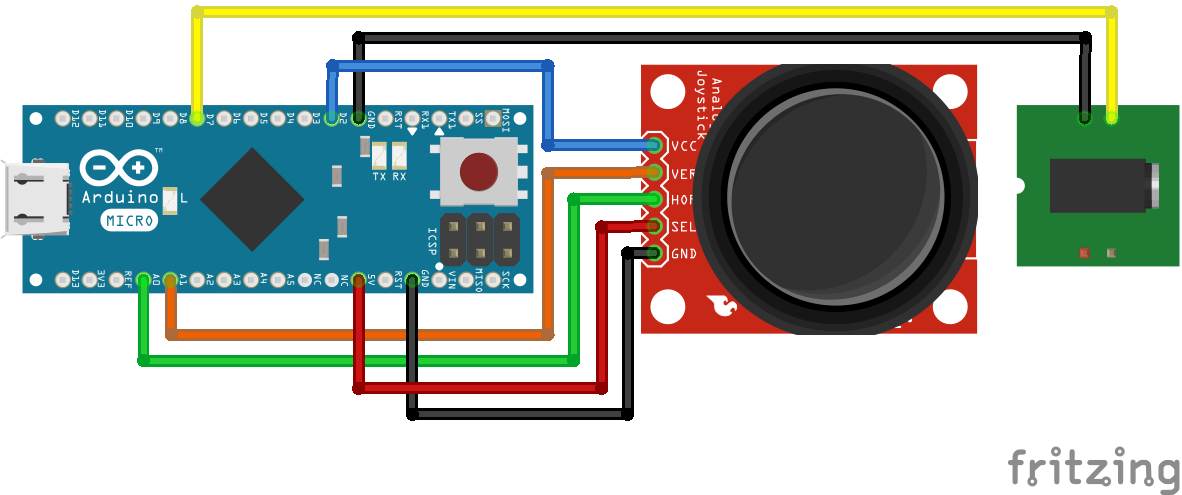 D12 D11 D10 D9 D8 D7 D6 D5 D4 D3 D2 GND RST RX1 TX1 SS MOSI
TX RX
Arduino
TM
L
MICRO
ICSP
D13 3V3 REF A0 A1 A2 A3 A4 A5 NC NC 5V RST GND VIN MISO SCK
Joystick
VCC
VER
SEL
GND
fritzing